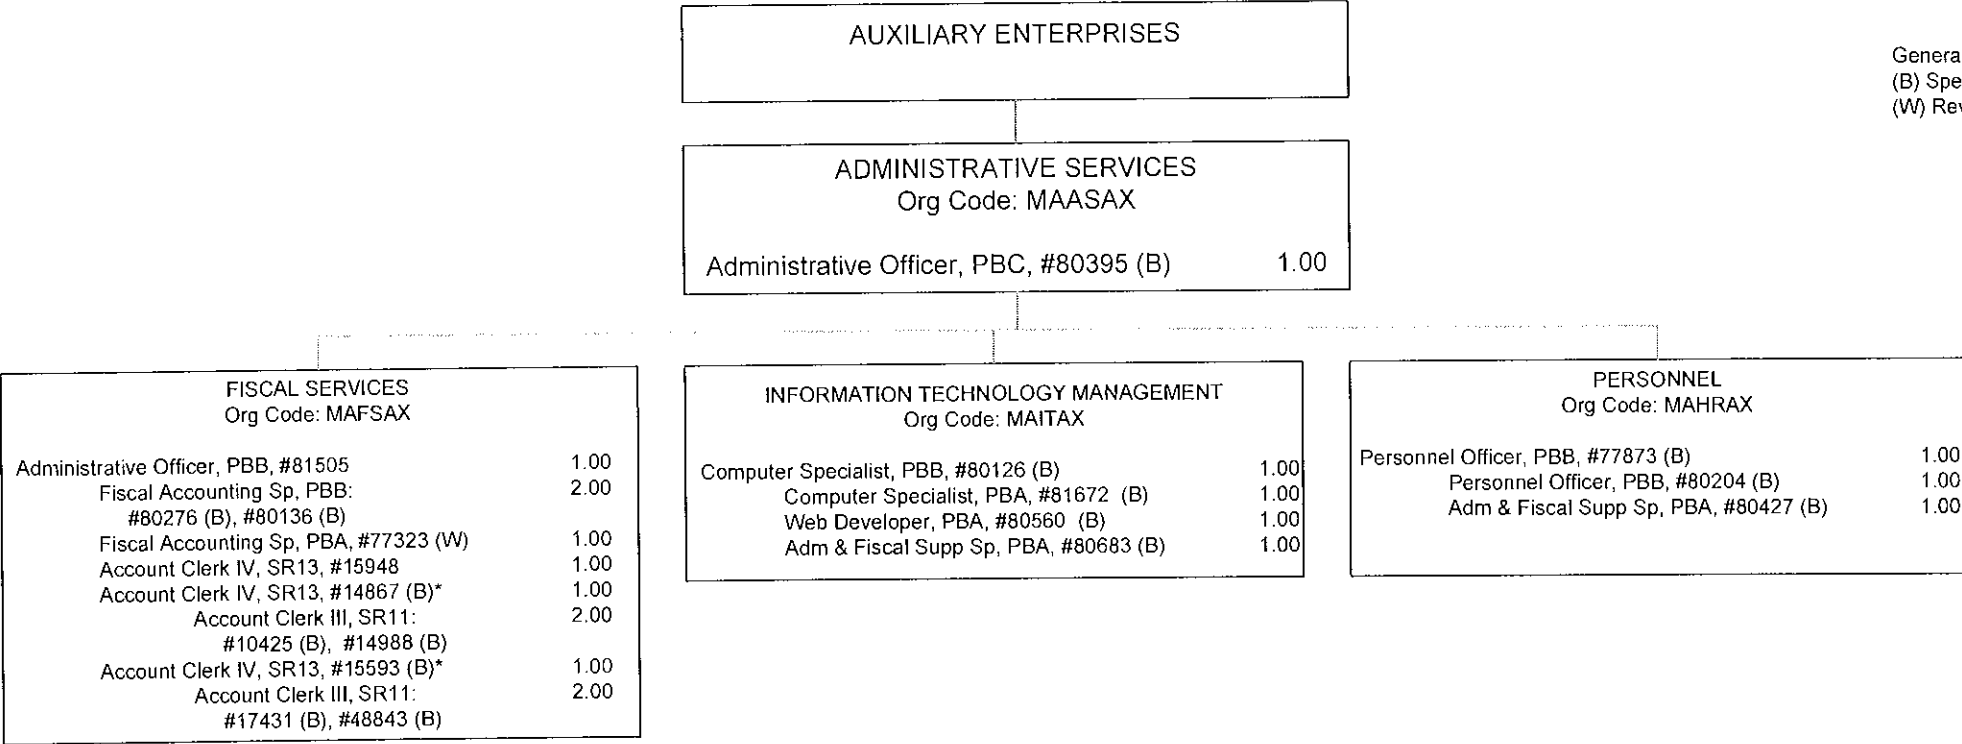 AUXILIARY ENTERPRISES
(B)
(W)
ADMINISTRATIVE SERVICES
Org Code: MAASAX
Administrative Officer, PBC, #80395 (B) 1.00
FISCAL SERVICES
Org Code: MAFSAX
Administrative Officer, PBB, #81505 1.00
Fiscal Accounting Sp, PBB: 2.00
#80276 (B), #80136 (B)
Fiscal Accounting Sp, PBA, #77323 (W) 1.00
Account Clerk IV, SR13, #15948 1.00
Account Clerk IV, SR13, #14867 (B)* 1.00
Account Clerk III, SR11: 2.00
#10425 (B), #14988 (B)
Account Clerk IV, SR13, #15593 (B)* 1.00
Account Clerk III, SR11: 2.00
#17431 (B), #48843 (B)
INFORMATION TECHNOLOGY MANAGEMENT
Org Code: MAITAX
Computer Specialist, PBB, #80126 (B) 1.00
Computer Specialist, PBA, #81672 (B) 1.00
Web Developer, PBA, #80560 (B) 1.00
Adm & Fiscal Supp Sp, PBA, #80683 (B) 1.00
PERSONNEL
Org Code: MAHRAX
Personnel Officer, PBB, #77873 (B) 1.00
Personnel Officer, PBB, #80204 (B) 1.00
Adm & Fiscal Supp Sp, PBA, #80427 (B) 1.00